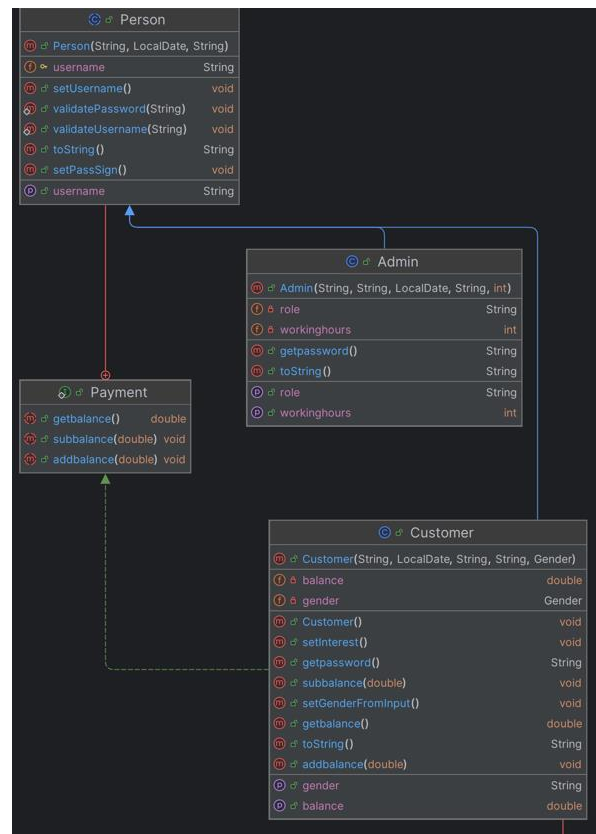 Person
Person(String, LocalDate, String)
username String
setUsername() void
validatePassword(String) void
validateUsername(String) void
toString() String
setPassSign() void
username String
Admin
Admin(String, String, LocalDate, String, int)
role String
workinghours int
getpassword() String
toString() String
role String
workinghours int
Payment
getbalance() double
subbalance(double) void
addbalance(double) void
Customer
Customer(String, LocalDate, String, String, Gender)
balance double
gender Gender
Customer() void
setInterest() void
getpassword() String
subbalance(double) void
setGenderFromInput() void
getbalance() double
toString() String
addbalance(double) void
gender String
balance double